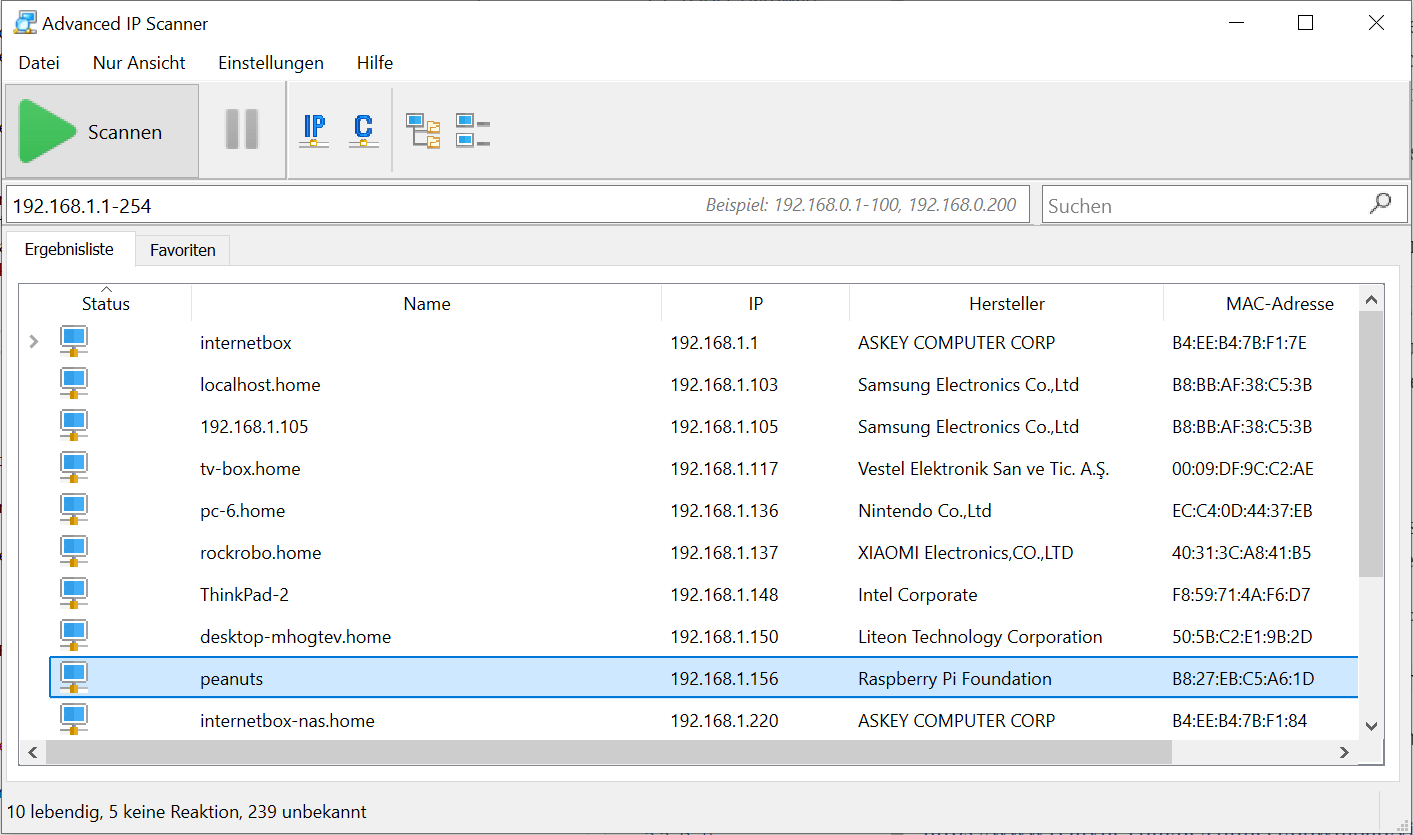 Advanced IP Scanner
Datei Nur Ansicht Einstellungen Hilfe
Scannen IP C
192.168.1.1-254 Beispiel: 192.168.0.1-100, 192.168.0.200 Suchen
Ergebnisliste Favoriten
Status Name IP Hersteller MAC-Adresse
internetbox 192.168.1.1 ASKEY COMPUTER CORP B4:EE:B4:7B:F1:7E
localhost.home 192.168.1.103 Samsung Electronics Co.,Ltd B8:BB:AF:38:C5:3B
192.168.1.105 192.168.1.105 Samsung Electronics Co.,Ltd B8:BB:AF:38:C5:3B
tv-box.home 192.168.1.117 Vestel Elektronik San ve Tic. A.Ş. 00:09:DF:9C:C2:AE
pc-6.home 192.168.1.136 Nintendo Co.,Ltd EC:C4:0D:44:37:EB
rockrobo.home 192.168.1.137 XIAOMI Electronics,CO.,LTD 40:31:3C:A8:41:B5
ThinkPad-2 192.168.1.148 Intel Corporate F8:59:71:4A:F6:D7
desktop-mhogtev.home 192.168.1.150 Liteon Technology Corporation 50:5B:C2:E1:9B:2D
peanuts 192.168.1.156 Raspberry Pi Foundation B8:27:EB:C5:A6:1D
internetbox-nas.home 192.168.1.220 ASKEY COMPUTER CORP B4:EE:B4:7B:F1:84
10 lebendig, 5 keine Reaktion, 239 unbekannt